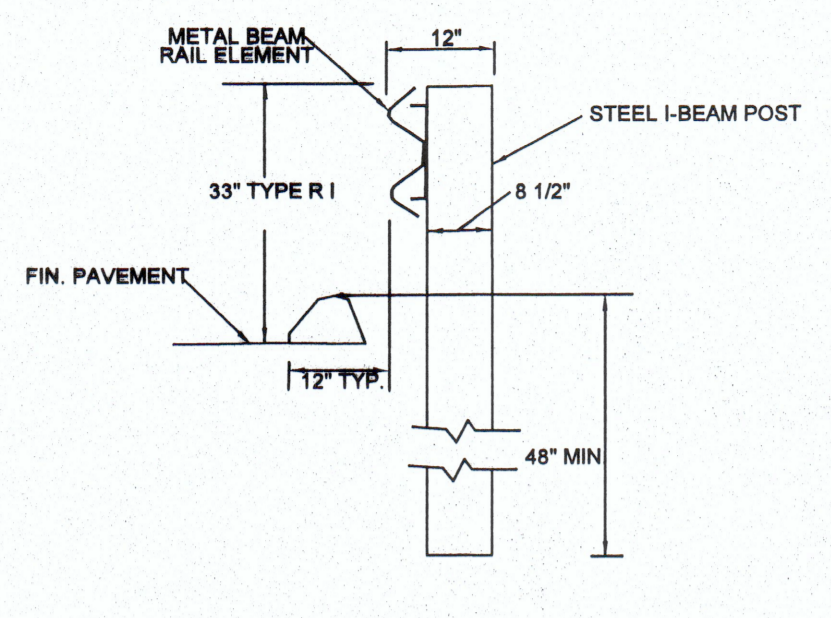 METAL BEAM
RAIL ELEMENT
12"
STEEL I-BEAM POST
33" TYPE R I
8 1/2"
FIN. PAVEMENT
12" TYP.
48" MIN